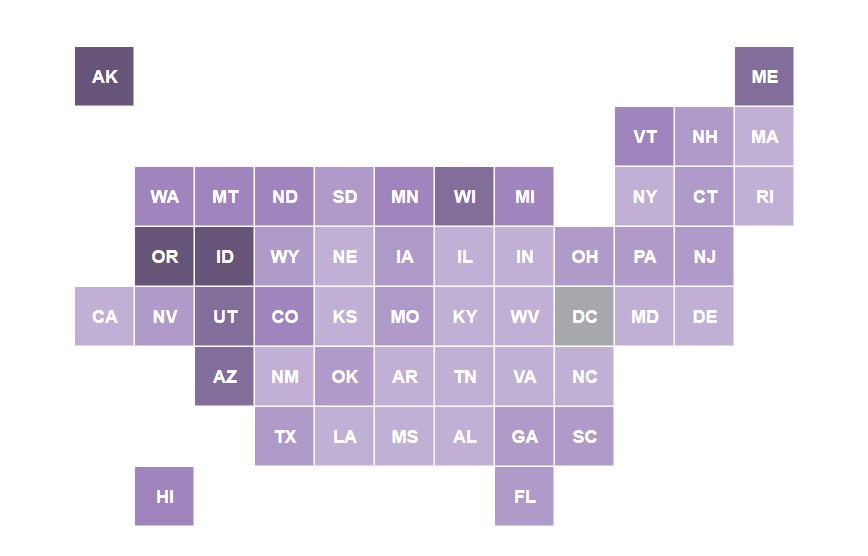 AK ME
VT NH MA
WA MT ND SD MN WI MI NY CT RI
OR ID WY NE IA IL IN OH PA NJ
CA NV UT CO KS MO KY WV DC MD DE
AZ NM OK AR TN VA NC
TX LA MS AL GA SC
HI FL